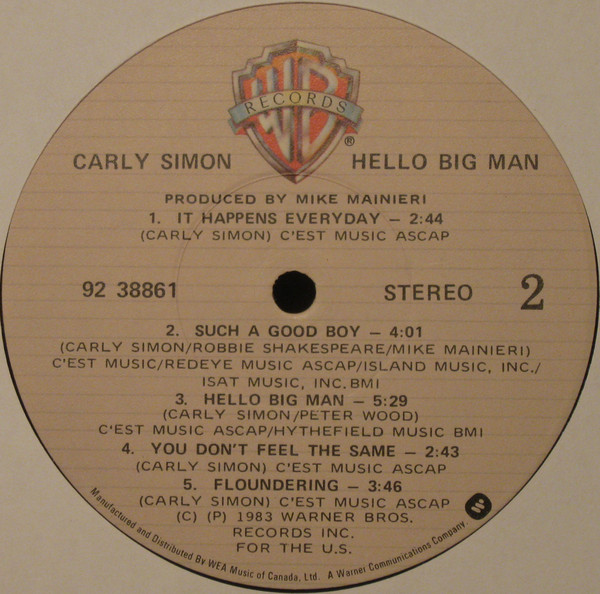 WB
RECORDS
®
CARLY SIMON HELLO BIG MAN
PRODUCED BY MIKE MAINIERI
1. IT HAPPENS EVERYDAY – 2:44
(CARLY SIMON) C'EST MUSIC ASCAP
92 38861 STEREO 2
2. SUCH A GOOD BOY – 4:01
(CARLY SIMON/ROBBIE SHAKESPEARE/MIKE MAINIERI)
C'EST MUSIC/REDEYE MUSIC ASCAP/ISLAND MUSIC, INC./
ISAT MUSIC, INC. BMI
3. HELLO BIG MAN – 5:29
(CARLY SIMON/PETER WOOD)
C'EST MUSIC ASCAP/HYTHEFIELD MUSIC BMI
4. YOU DON'T FEEL THE SAME – 2:43
(CARLY SIMON) C'EST MUSIC ASCAP
5. FLOUNDERING – 3:46
(CARLY SIMON) C'EST MUSIC ASCAP
(C) (P) 1983 WARNER BROS.
RECORDS INC.
FOR THE U.S.
Manufactured and Distributed By WEA Music of Canada, Ltd. A Warner Communications Company.